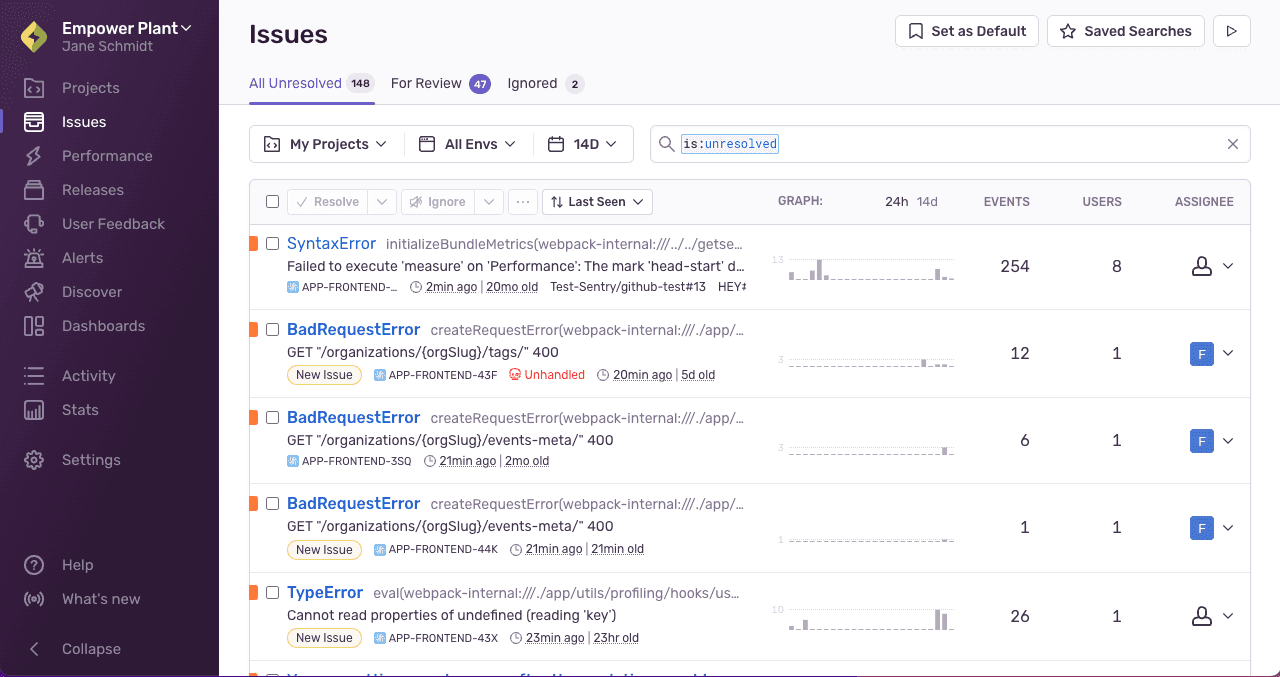 Empower Plant
Jane Schmidt
Projects
Issues
Performance
Releases
User Feedback
Alerts
Discover
Dashboards
Activity
Stats
Settings
Help
What's new
Collapse
Issues
Set as Default Saved Searches
All Unresolved 148 For Review 47 Ignored 2
My Projects All Envs 14D is:unresolved
Resolve Ignore ... Last Seen GRAPH: 24h 14d EVENTS USERS ASSIGNEE
SyntaxError initializeBundleMetrics(webpack-internal:///../../getse...
Failed to execute 'measure' on 'Performance': The mark 'head-start' d... 13 254 8
APP-FRONTEND-... 2min ago | 20mo old Test-Sentry/github-test#13 HEY#
BadRequestError createRequestError(webpack-internal:///./app/...
GET "/organizations/{orgSlug}/tags/" 400 3 12 1 F
New Issue APP-FRONTEND-43F Unhandled 20min ago | 5d old
BadRequestError createRequestError(webpack-internal:///./app/...
GET "/organizations/{orgSlug}/events-meta/" 400 3 6 1 F
APP-FRONTEND-3SQ 21min ago | 2mo old
BadRequestError createRequestError(webpack-internal:///./app/...
GET "/organizations/{orgSlug}/events-meta/" 400 1 1 1 F
New Issue APP-FRONTEND-44K 21min ago | 21min old
TypeError eval(webpack-internal:///./app/utils/profiling/hooks/us...
Cannot read properties of undefined (reading 'key') 10 26 1
New Issue APP-FRONTEND-43X 23min ago | 23hr old